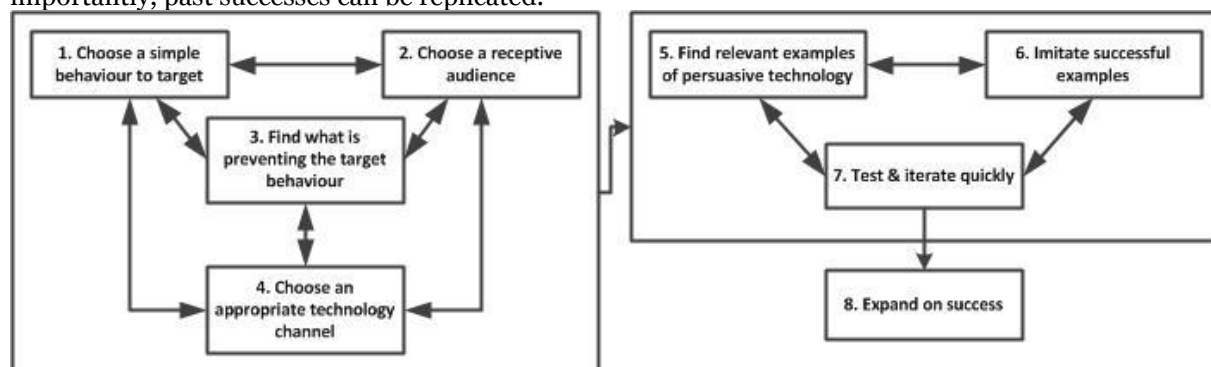 importantly, past successes can be replicated.
1. Choose a simple
behaviour to target
2. Choose a receptive
audience
3. Find what is
preventing the target
behaviour
4. Choose an
appropriate technology
channel
5. Find relevant examples
of persuasive technology
6. Imitate successful
examples
7. Test & iterate quickly
8. Expand on success